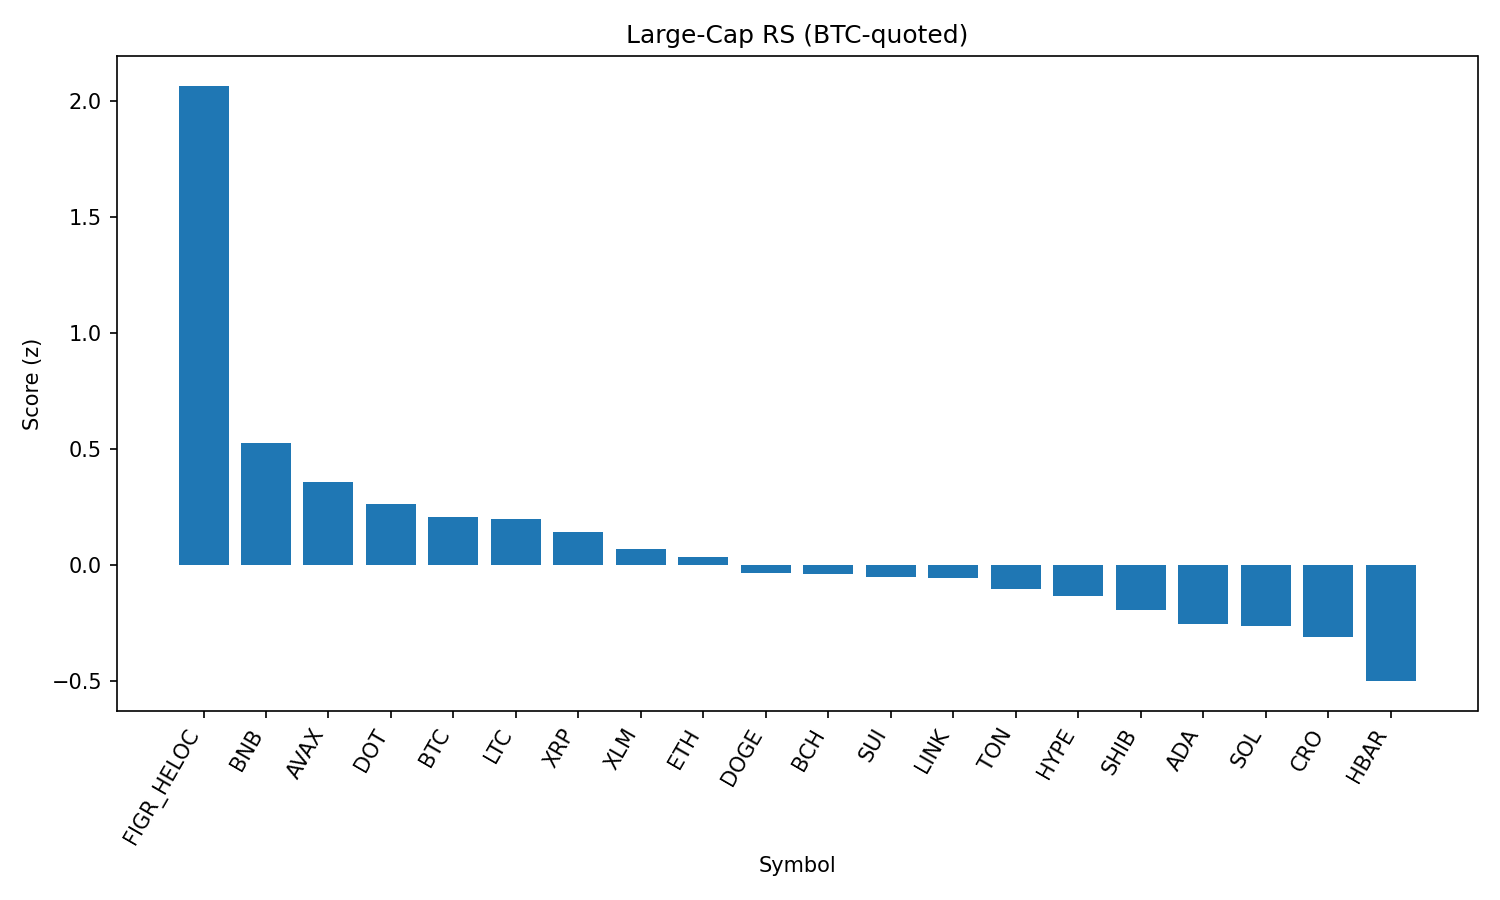 Large-Cap RS (BTC-quoted)
Score (z)
2.0
1.5
1.0
0.5
0.0
−0.5
FIGR_HELOC
BNB
AVAX
DOT
BTC
LTC
XRP
XLM
ETH
DOGE
BCH
SUI
LINK
TON
HYPE
SHIB
ADA
SOL
CRO
HBAR
Symbol